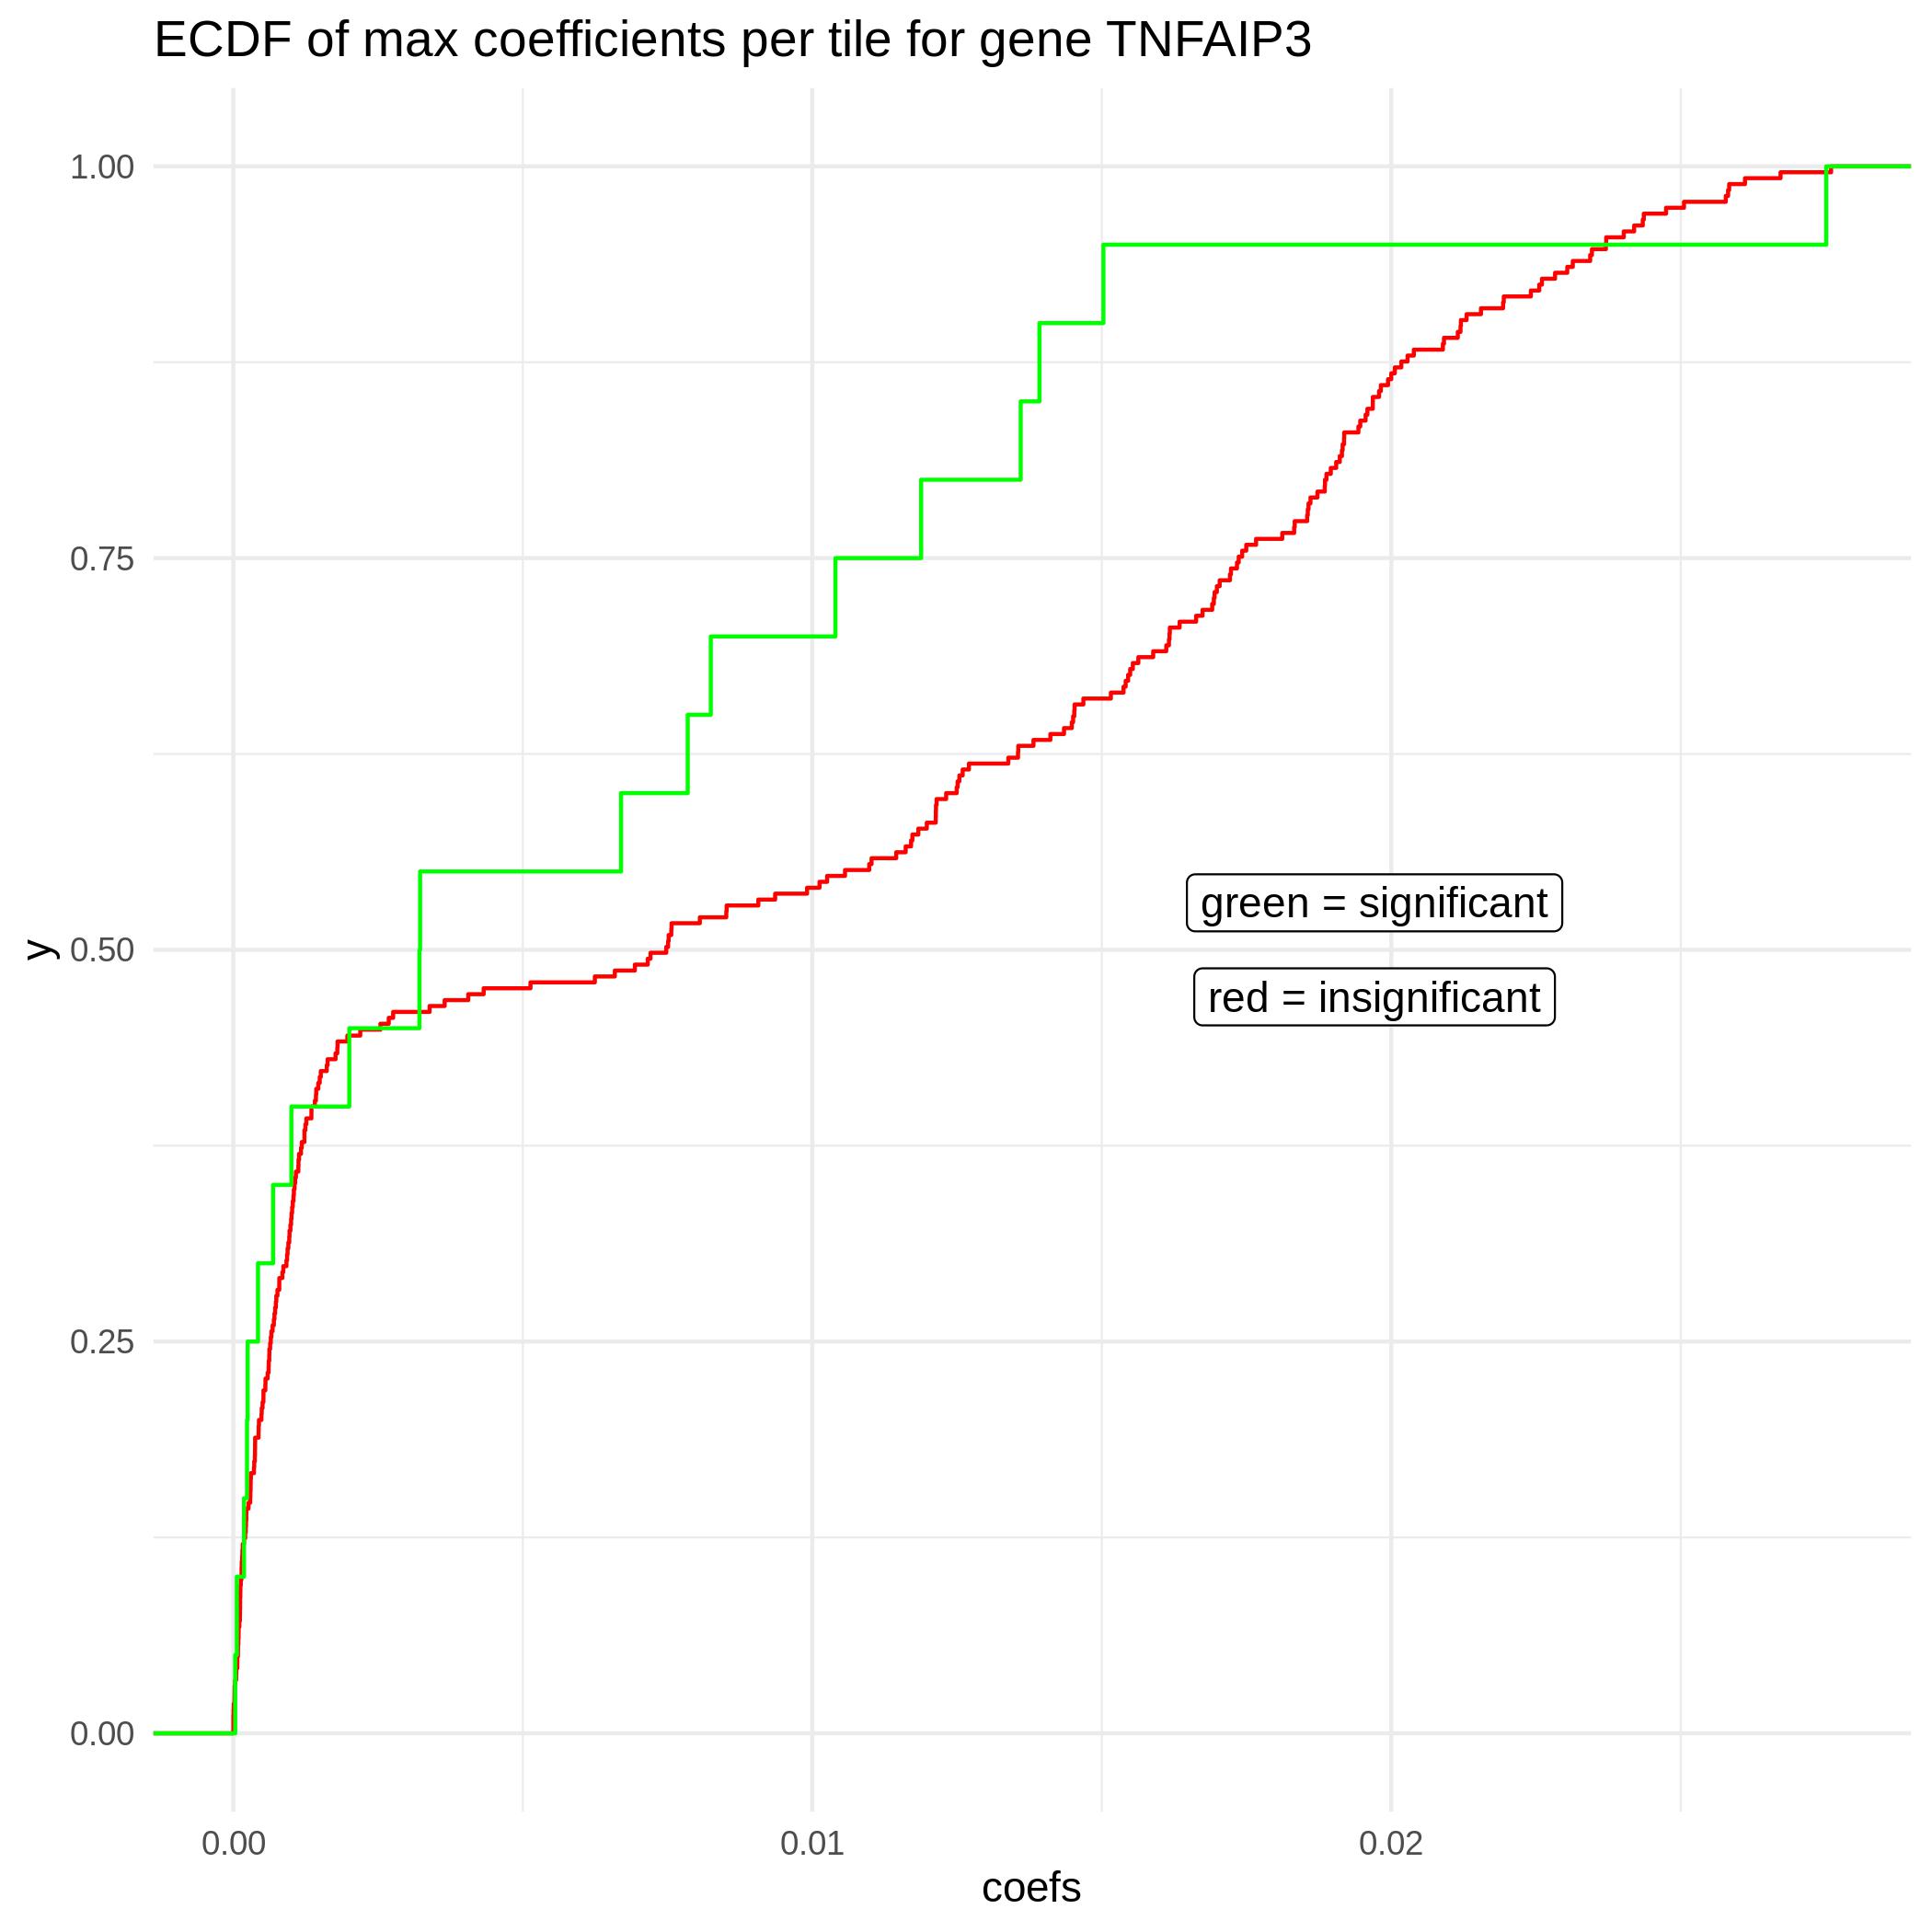 ECDF of max coefficients per tile for gene TNFAIP3
1.00
0.75
0.50
0.25
0.00
y
green = significant
red = insignificant
0.00 0.01 0.02
coefs